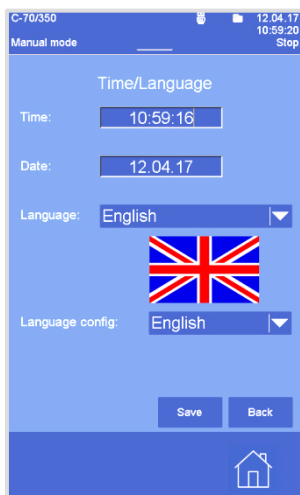 C-70/350 12.04.17
10:59:20
Manual mode Stop
Time/Language
Time: 10:59:16
Date: 12.04.17
Language: English
Language config: English
Save Back